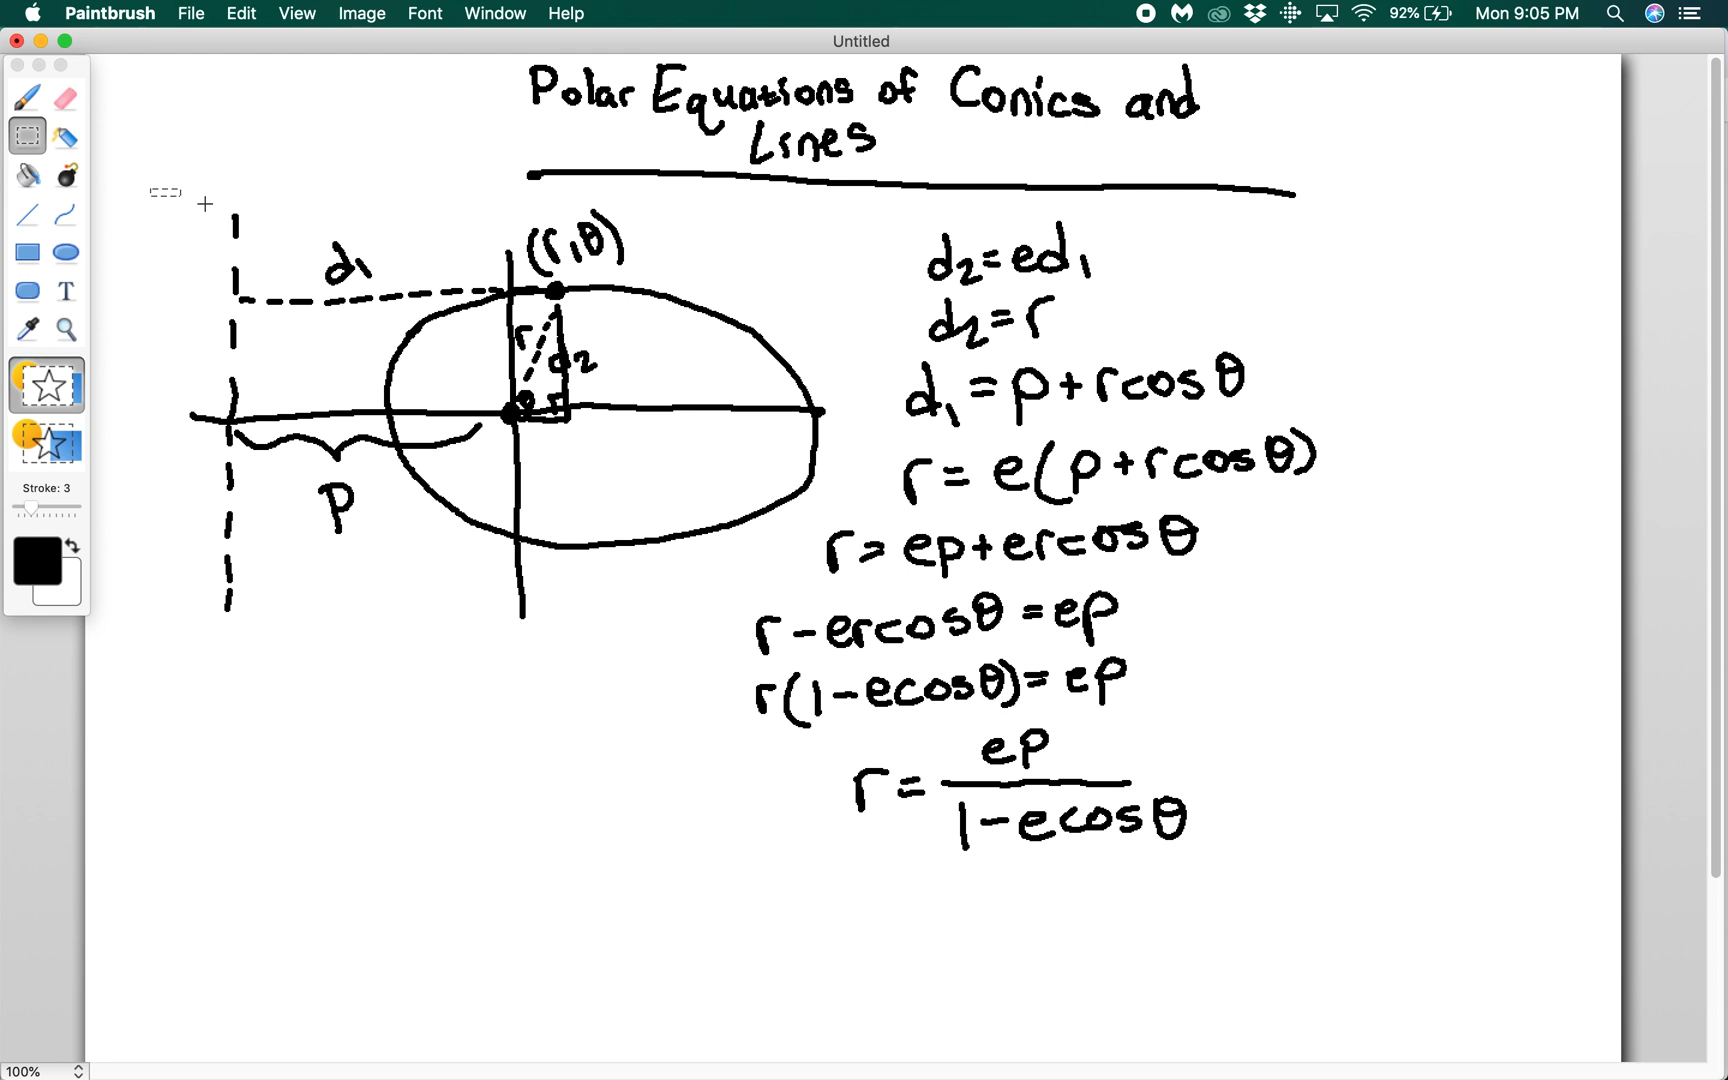 Paintbrush File Edit View Image Font Window Help 92% Mon 9:05 PM
Untitled
Polar Equations of Conics and
Lines
(r,θ)
d₁
r
d₂
θ
p
d₂=ed₁
d₂=r
d₁=p+rcosθ
r=e(p+rcosθ)
r=ep+ercosθ
r-ercosθ=ep
r(1-ecosθ)=ep
ep
r=
1-ecosθ
T
Stroke: 3
100%